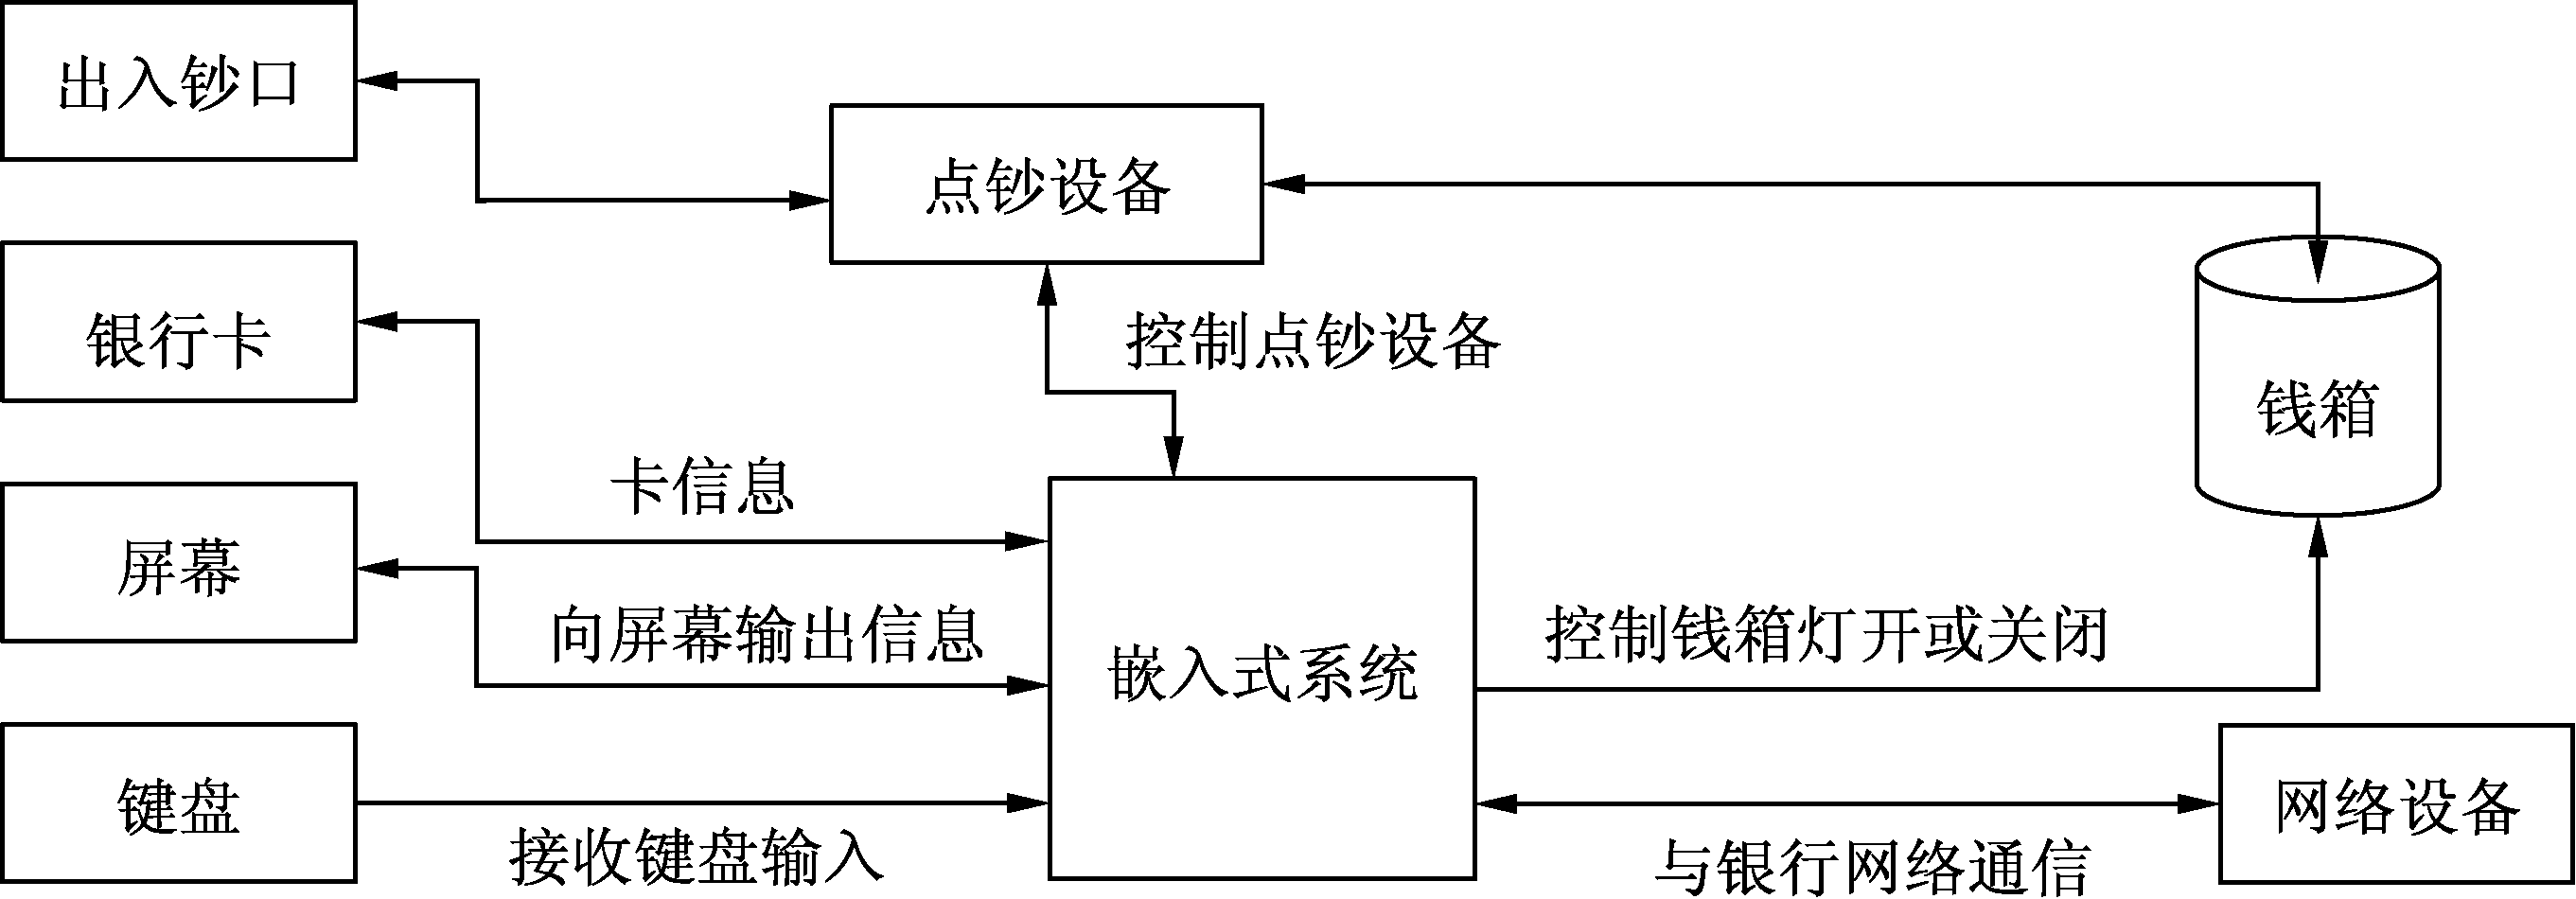 出入钞口
点钞设备
银行卡
控制点钞设备
钱箱
卡信息
屏幕
向屏幕输出信息
嵌入式系统
控制钱箱灯开或关闭
键盘
接收键盘输入
网络设备
与银行网络通信